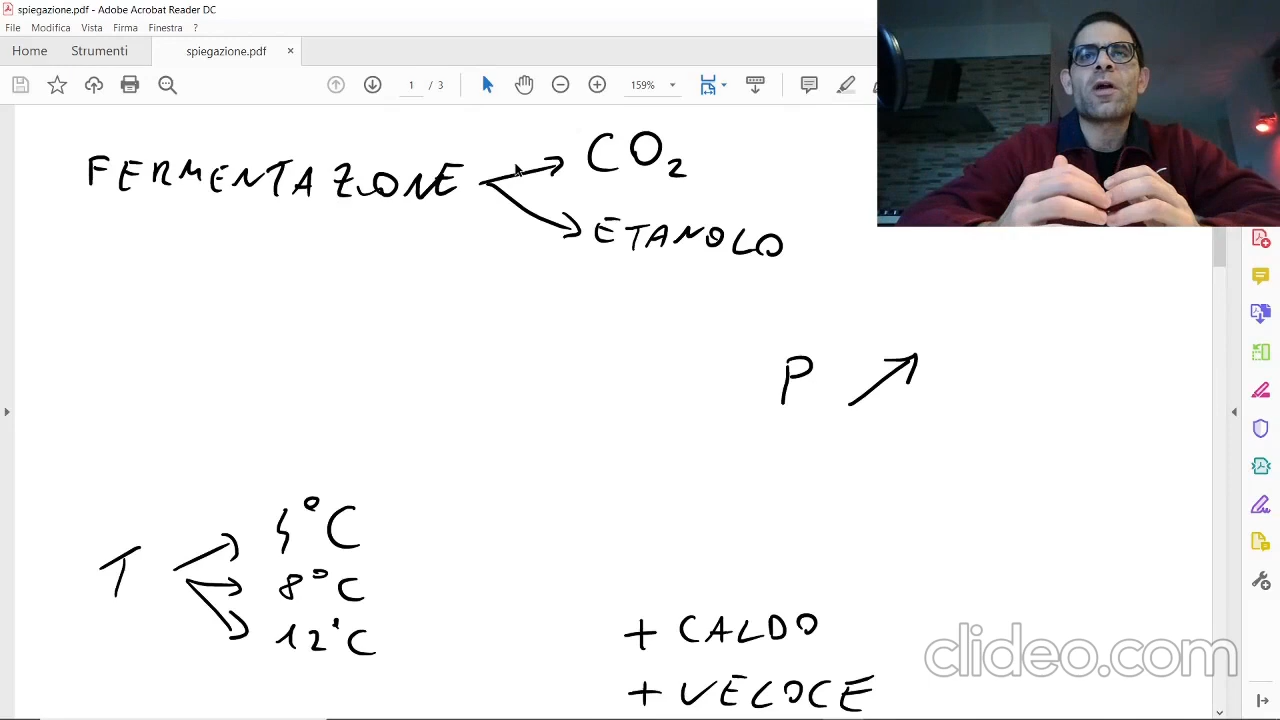 spiegazione.pdf - Adobe Acrobat Reader DC
File Modifica Vista Firma Finestra ?
Home Strumenti spiegazione.pdf ×
1 / 3 159%
FERMENTAZIONE
CO2
ETANOLO
P
T
°C
8°C
12°C
+ CALDO
+ VELOCE
clideo.com